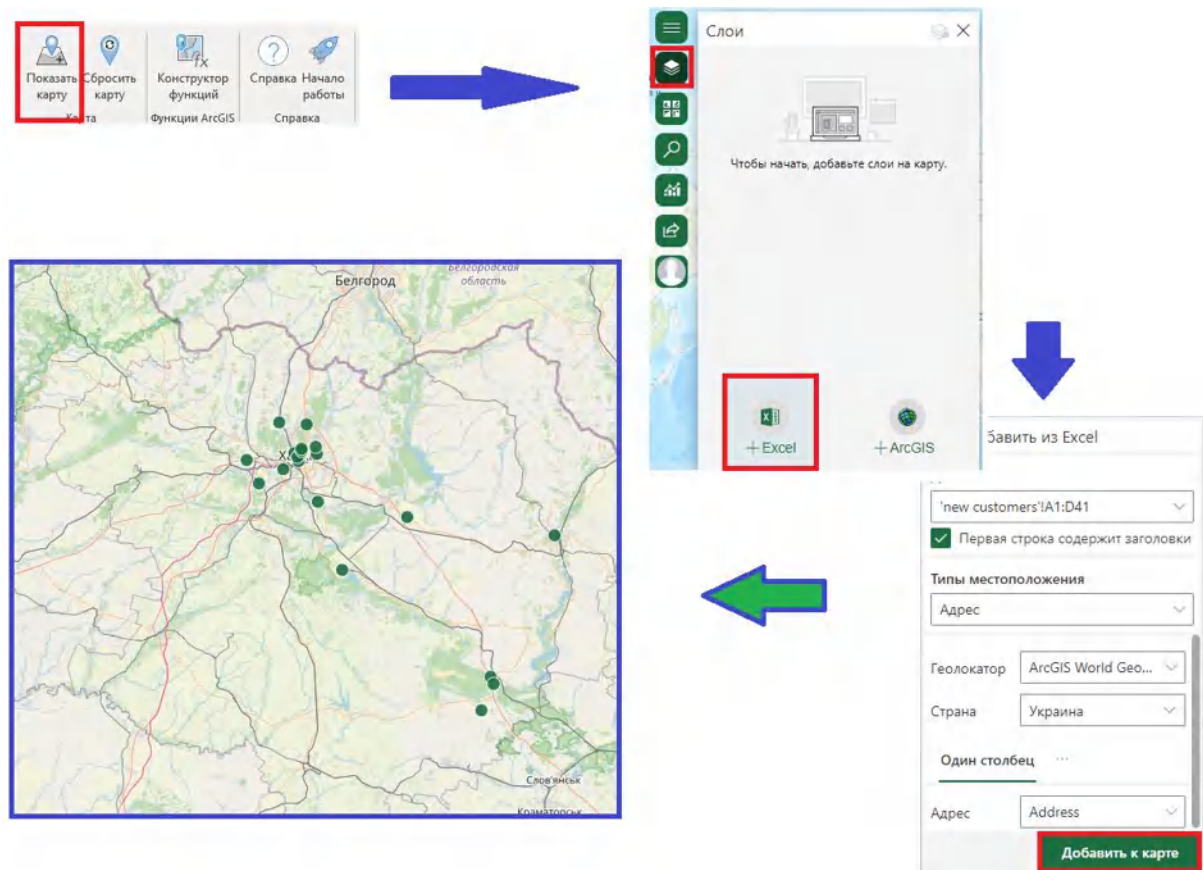 Показать карту
Сбросить карту
Конструктор функций
Справка
Начало работы
Карта
Функции ArcGIS
Справка
Слои
Чтобы начать, добавьте слои на карту.
+ Excel
+ ArcGIS
бавить из Excel
'new customers'!A1:D41
Первая строка содержит заголовки
Типы местоположения
Адрес
Геолокатор
ArcGIS World Geo...
Страна
Украина
Один столбец ...
Адрес
Address
Добавить к карте
Белгородская
область
Белгород
Слов'янськ
Краматорськ